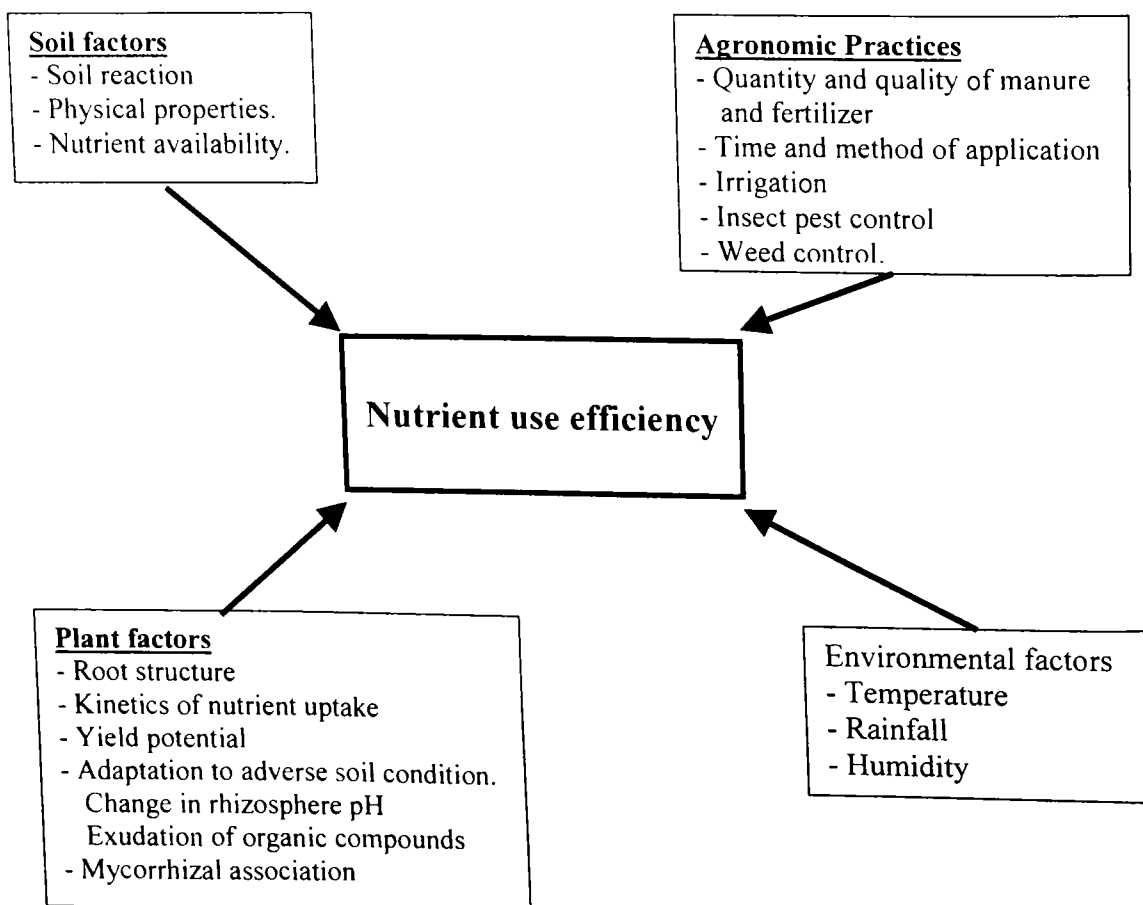 Soil factors
- Soil reaction
- Physical properties.
- Nutrient availability.
Agronomic Practices
- Quantity and quality of manure
and fertilizer
- Time and method of application
- Irrigation
- Insect pest control
- Weed control.
Nutrient use efficiency
Plant factors
- Root structure
- Kinetics of nutrient uptake
- Yield potential
- Adaptation to adverse soil condition.
Change in rhizosphere pH
Exudation of organic compounds
- Mycorrhizal association
Environmental factors
- Temperature
- Rainfall
- Humidity